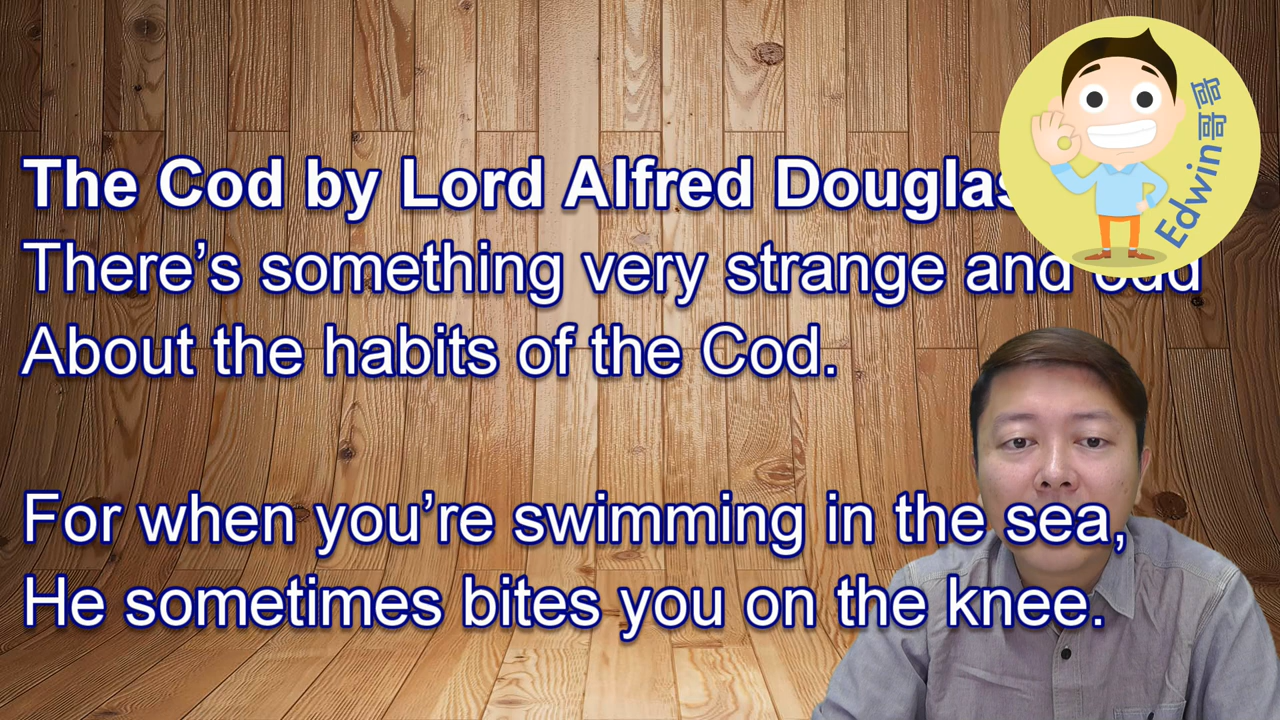 The Cod by Lord Alfred Douglas
There’s something very strange and odd
About the habits of the Cod.
For when you’re swimming in the sea,
He sometimes bites you on the knee.
Edwin哥哥